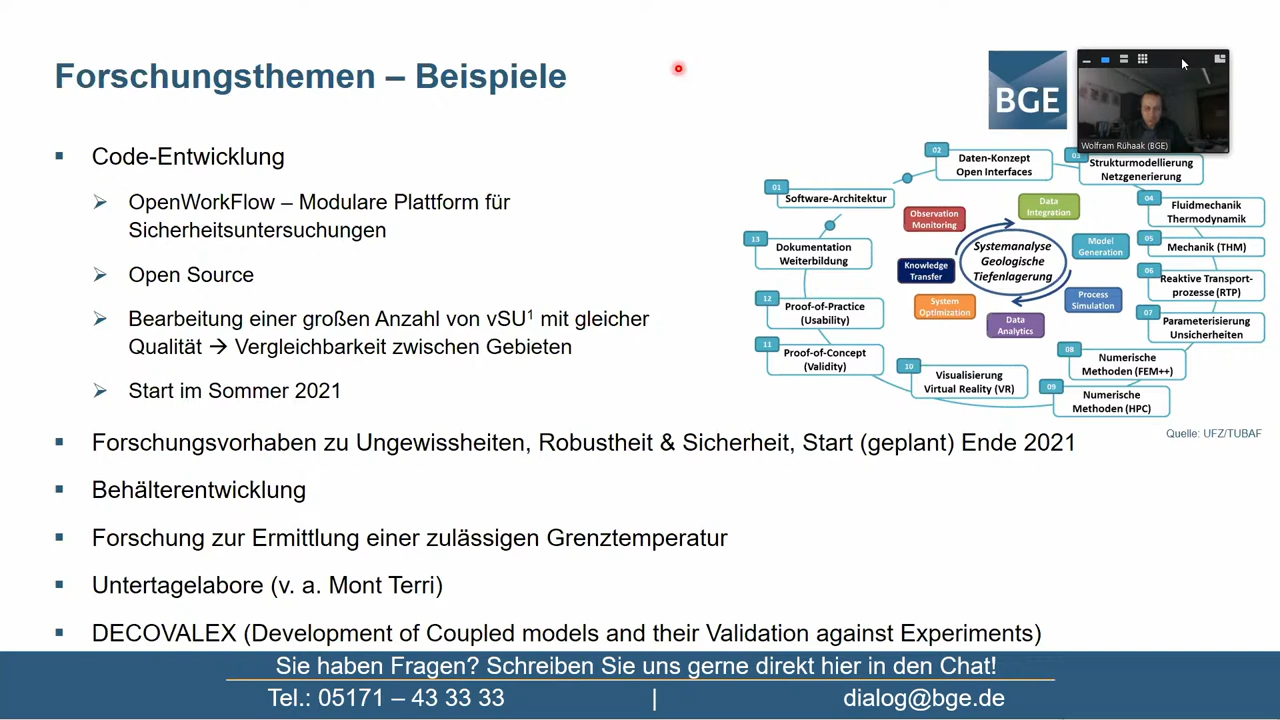 Forschungsthemen – Beispiele
BGE
Wolfram Rühaak (BGE)
▪ Code-Entwicklung
➢ OpenWorkFlow – Modulare Plattform für
Sicherheitsuntersuchungen
➢ Open Source
➢ Bearbeitung einer großen Anzahl von vSU¹ mit gleicher
Qualität → Vergleichbarkeit zwischen Gebieten
➢ Start im Sommer 2021
▪ Forschungsvorhaben zu Ungewissheiten, Robustheit & Sicherheit, Start (geplant) Ende 2021
▪ Behälterentwicklung
▪ Forschung zur Ermittlung einer zulässigen Grenztemperatur
▪ Untertagelabore (v. a. Mont Terri)
▪ DECOVALEX (Development of Coupled models and their Validation against Experiments)
01
Software-Architektur
02
Daten-Konzept
Open Interfaces
03
Strukturmodellierung
Netzgenerierung
04
Fluidmechanik
Thermodynamik
05
Mechanik (THM)
06
Reaktive Transport-
prozesse (RTP)
07
Parametrisierung
Unsicherheiten
08
Numerische
Methoden (FEM++)
09
Numerische
Methoden (HPC)
10
Visualisierung
Virtual Reality (VR)
11
Proof-of-Concept
(Validity)
12
Proof-of-Practice
(Usability)
13
Dokumentation
Weiterbildung
Observation
Monitoring
Data
Integration
Model
Generation
Process
Simulation
Data
Analytics
System
Optimization
Knowledge
Transfer
Systemanalyse
Geologische
Tiefenlagerung
Quelle: UFZ/TUBAF
Sie haben Fragen? Schreiben Sie uns gerne direkt hier in den Chat!
Tel.: 05171 – 43 33 33 | dialog@bge.de